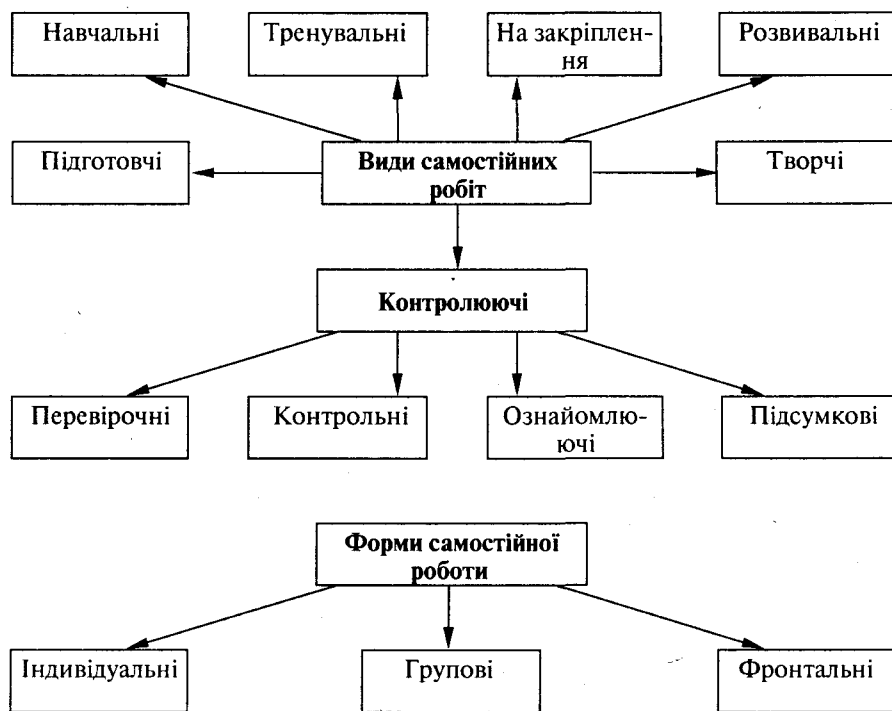 Навчальні
Тренувальні
На закріплен-
ня
Розвивальні
Підготовчі
Види самостійних
робіт
Творчі
Контролюючі
Перевірочні
Контрольні
Ознайомлю-
ючі
Підсумкові
Форми самостійної
роботи
Індивідуальні
Групові
Фронтальні